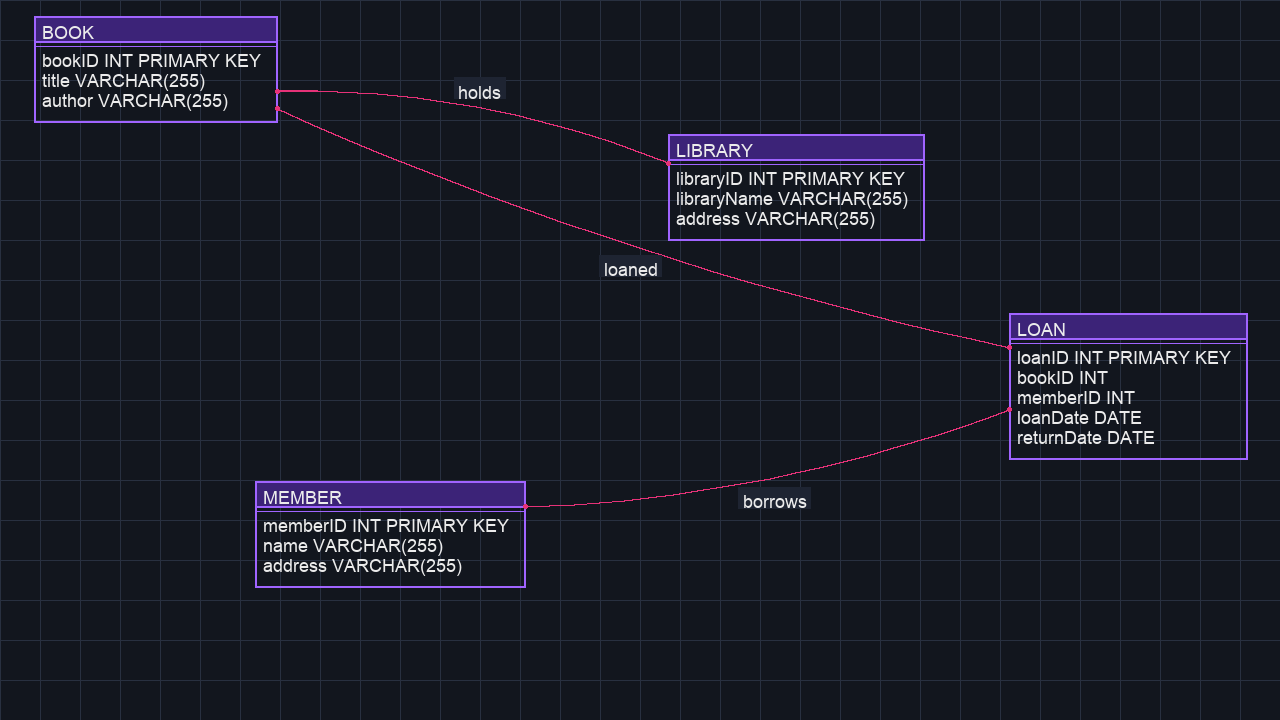 BOOK
bookID INT PRIMARY KEY
title VARCHAR(255)
author VARCHAR(255)
holds
LIBRARY
libraryID INT PRIMARY KEY
libraryName VARCHAR(255)
address VARCHAR(255)
loaned
LOAN
loanID INT PRIMARY KEY
bookID INT
memberID INT
loanDate DATE
returnDate DATE
borrows
MEMBER
memberID INT PRIMARY KEY
name VARCHAR(255)
address VARCHAR(255)